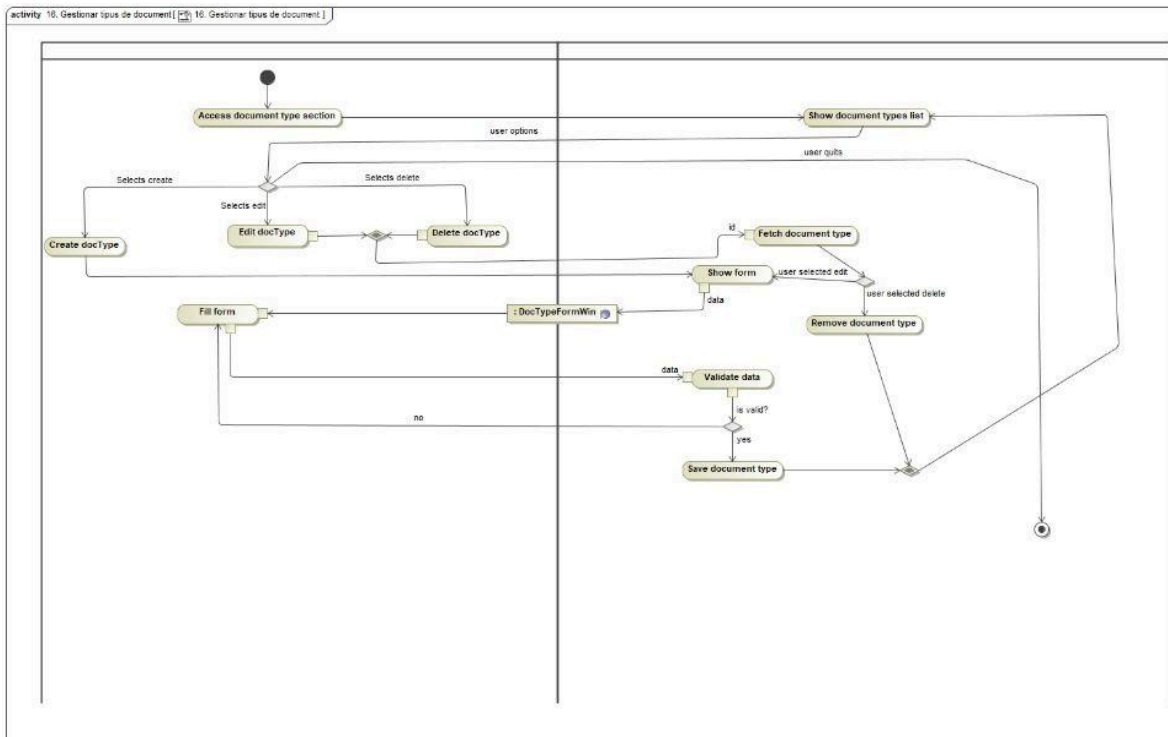 activity 16. Gestionar tipus de document [ 16. Gestionar tipus de document ]
Access document type section
Show document types list
user options
user quits
Selects create
Selects delete
Selects edit
Create docType
Edit docType
Delete docType
id
Fetch document type
Show form
user selected edit
user selected delete
data
Fill form
: DocTypeFormWin
Remove document type
data
Validate data
is valid?
no
yes
Save document type